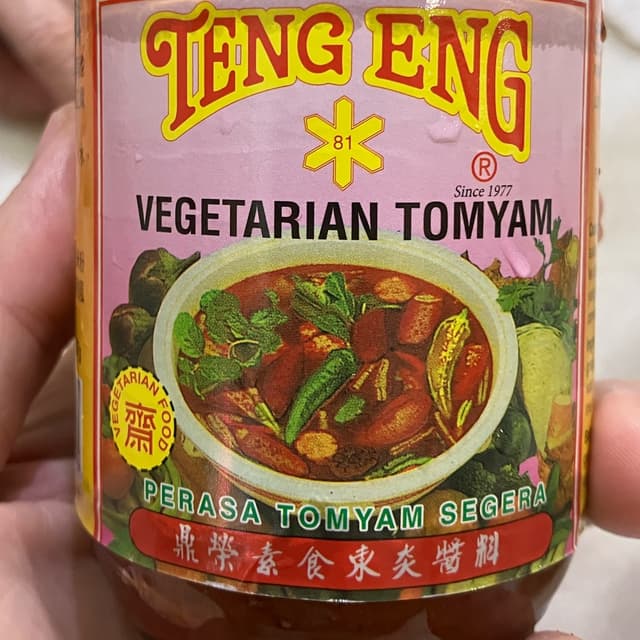 TENG ENG
81
®
Since 1977
VEGETARIAN TOMYAM
VEGETARIAN FOOD
齋
PERASA TOMYAM SEGERA
鼎榮素食東炎醬料